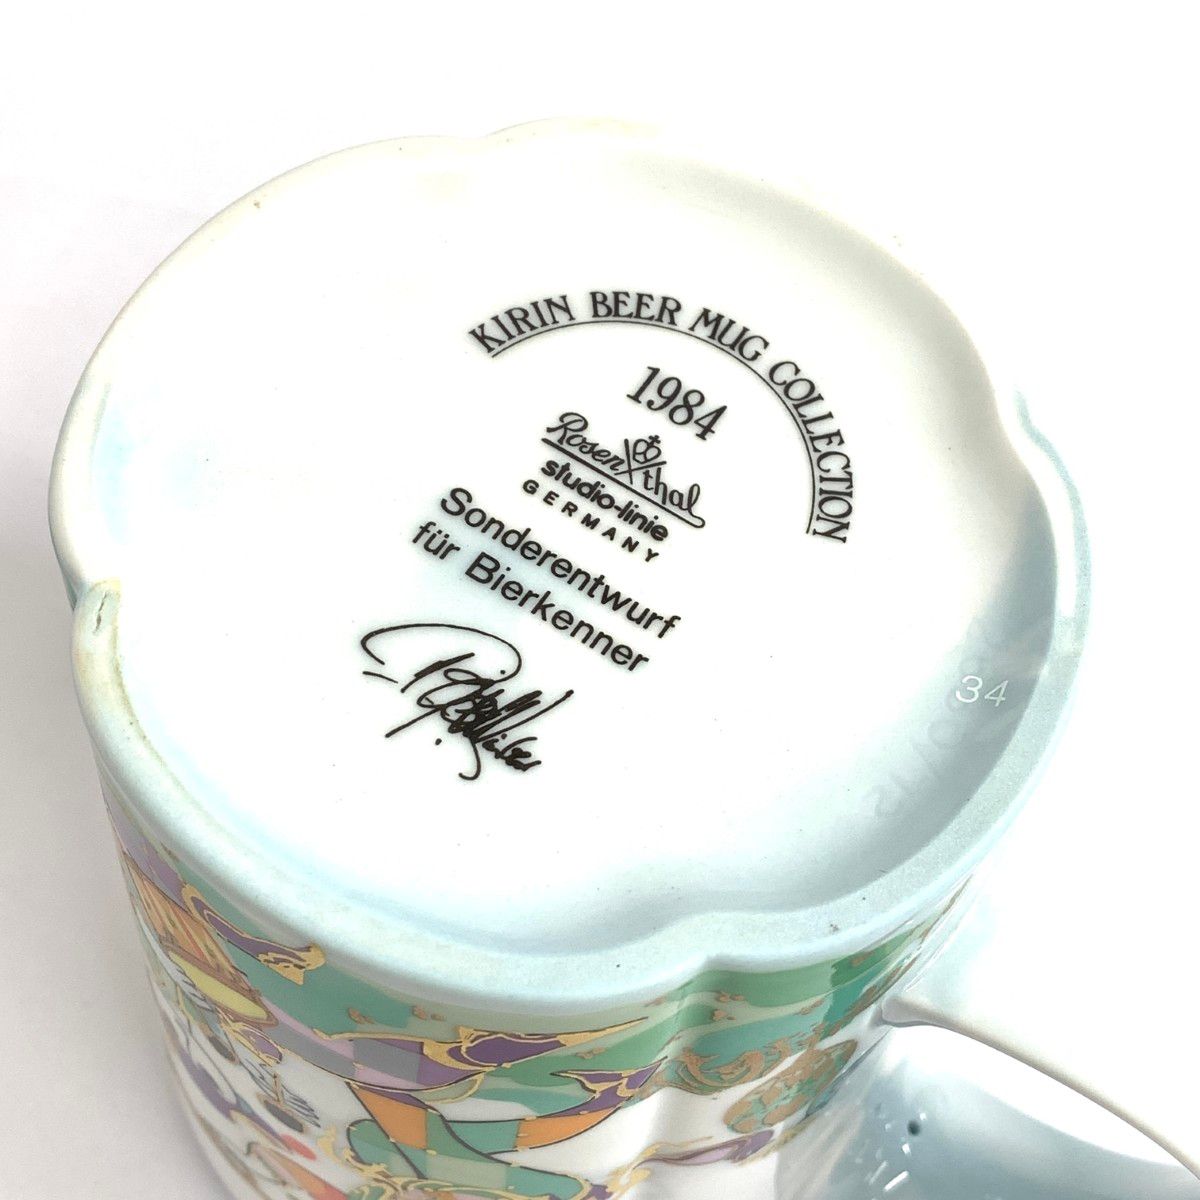 KIRIN BEER MUG COLLECTION
1984
Rosenthal
studio-linie
GERMANY
Sonderentwurf
für Bierkenner
34